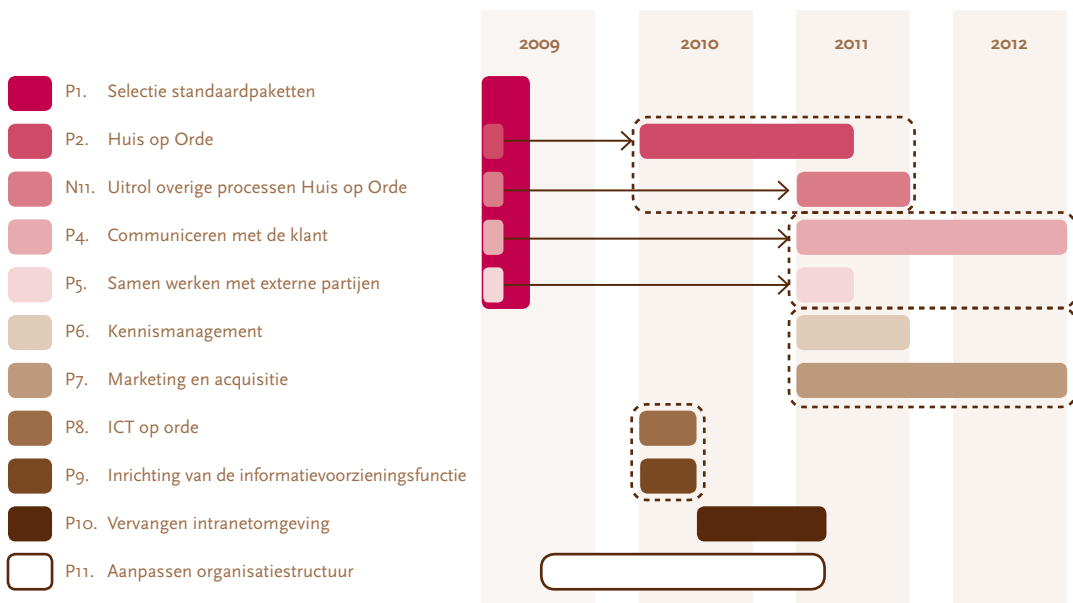 2009 2010 2011 2012
P1. Selectie standaardpaketten
P2. Huis op Orde
N11. Uitrol overige processen Huis op Orde
P4. Communiceren met de klant
P5. Samen werken met externe partijen
P6. Kennismanagement
P7. Marketing en acquisitie
P8. ICT op orde
P9. Inrichting van de informatievoorzieningsfunctie
P10. Vervangen intranetomgeving
P11. Aanpassen organisatiestructuur